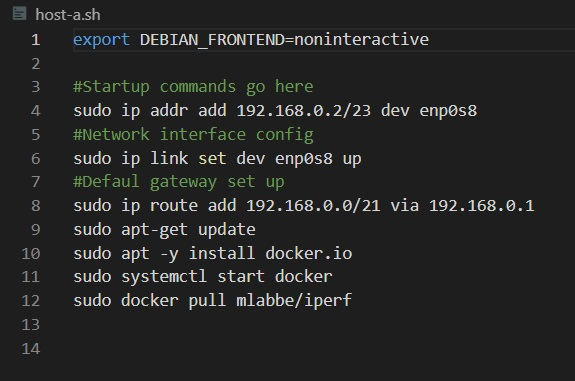 host-a.sh
1 export DEBIAN_FRONTEND=noninteractive
2
3 #Startup commands go here
4 sudo ip addr add 192.168.0.2/23 dev enp0s8
5 #Network interface config
6 sudo ip link set dev enp0s8 up
7 #Defaul gateway set up
8 sudo ip route add 192.168.0.0/21 via 192.168.0.1
9 sudo apt-get update
10 sudo apt -y install docker.io
11 sudo systemctl start docker
12 sudo docker pull mlabbe/iperf
13
14